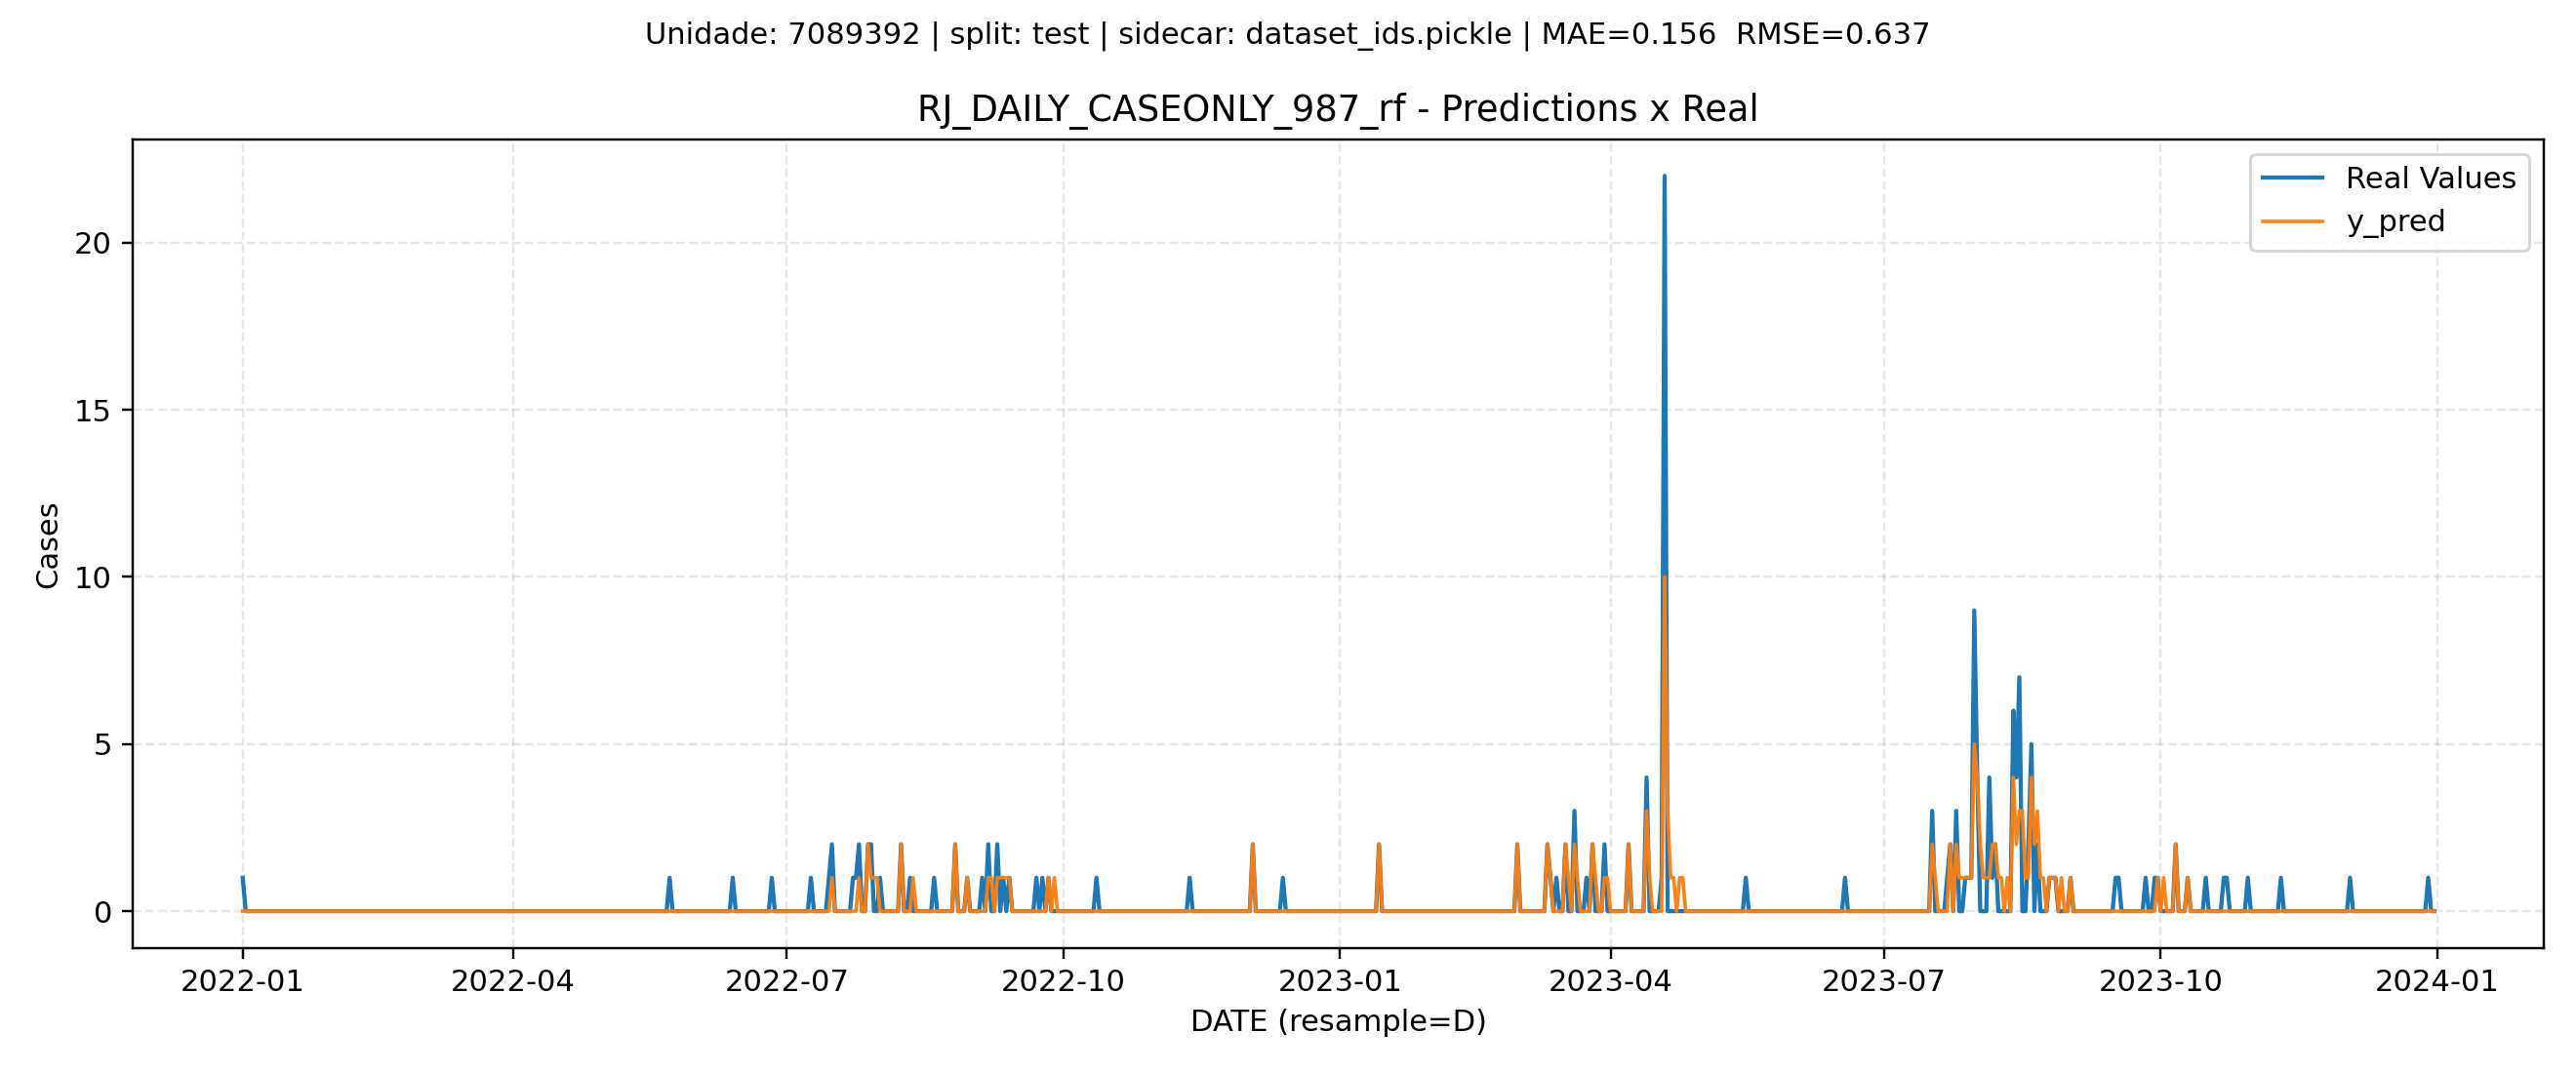 Unidade: 7089392 | split: test | sidecar: dataset_ids.pickle | MAE=0.156  RMSE=0.637
RJ_DAILY_CASEONLY_987_rf - Predictions x Real
Real Values
y_pred
Cases
20
15
10
5
0
2022-01
2022-04
2022-07
2022-10
2023-01
2023-04
2023-07
2023-10
2024-01
DATE (resample=D)